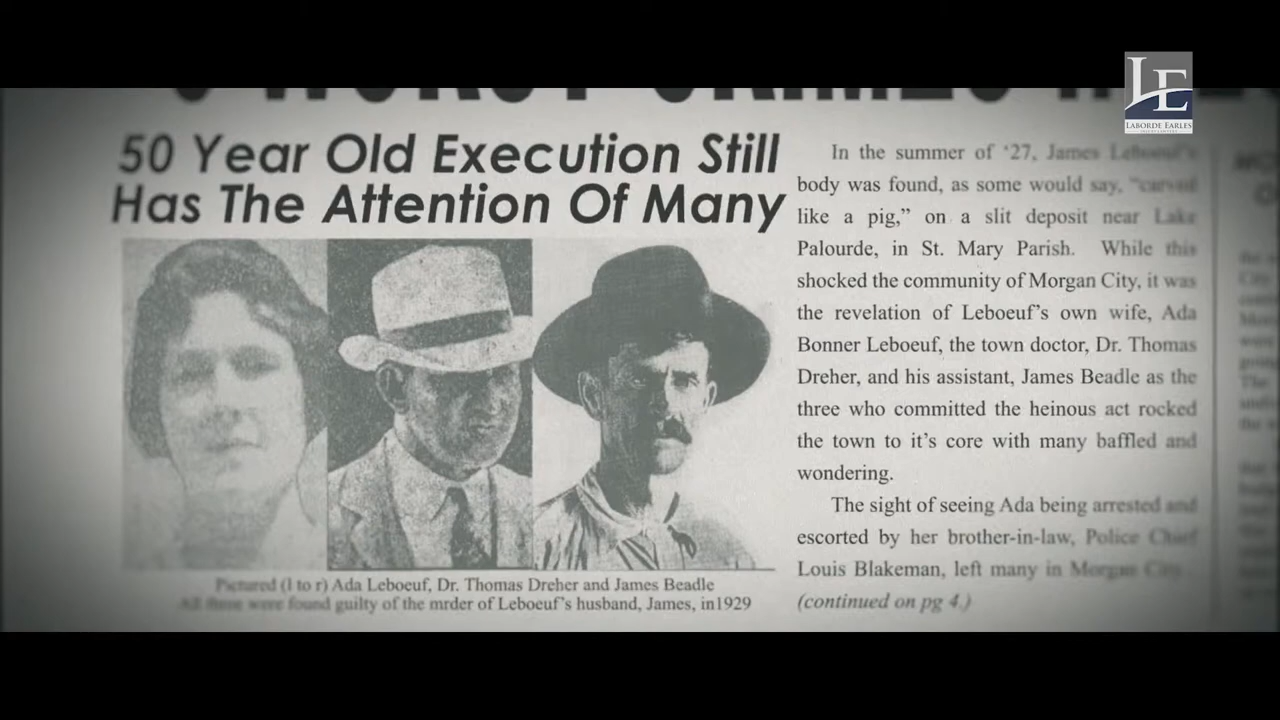 50 Year Old Execution Still
Has The Attention Of Many
In the summer of '27, James Leboeuf's
body was found, as some would say, "carved
like a pig," on a slit deposit near Lake
Palourde, in St. Mary Parish. While this
shocked the community of Morgan City, it was
the revelation of Leboeuf's own wife, Ada
Bonner Leboeuf, the town doctor, Dr. Thomas
Dreher, and his assistant, James Beadle as the
three who committed the heinous act rocked
the town to it's core with many baffled and
wondering.
The sight of seeing Ada being arrested and
escorted by her brother-in-law, Police Chief
Louis Blakeman, left many in Morgan City
(continued on pg 4.)
Pictured (l to r) Ada Leboeuf, Dr. Thomas Dreher and James Beadle
All three were found guilty of the mrder of Leboeuf's husband, James, in1929
LE
LABORDE EARLES